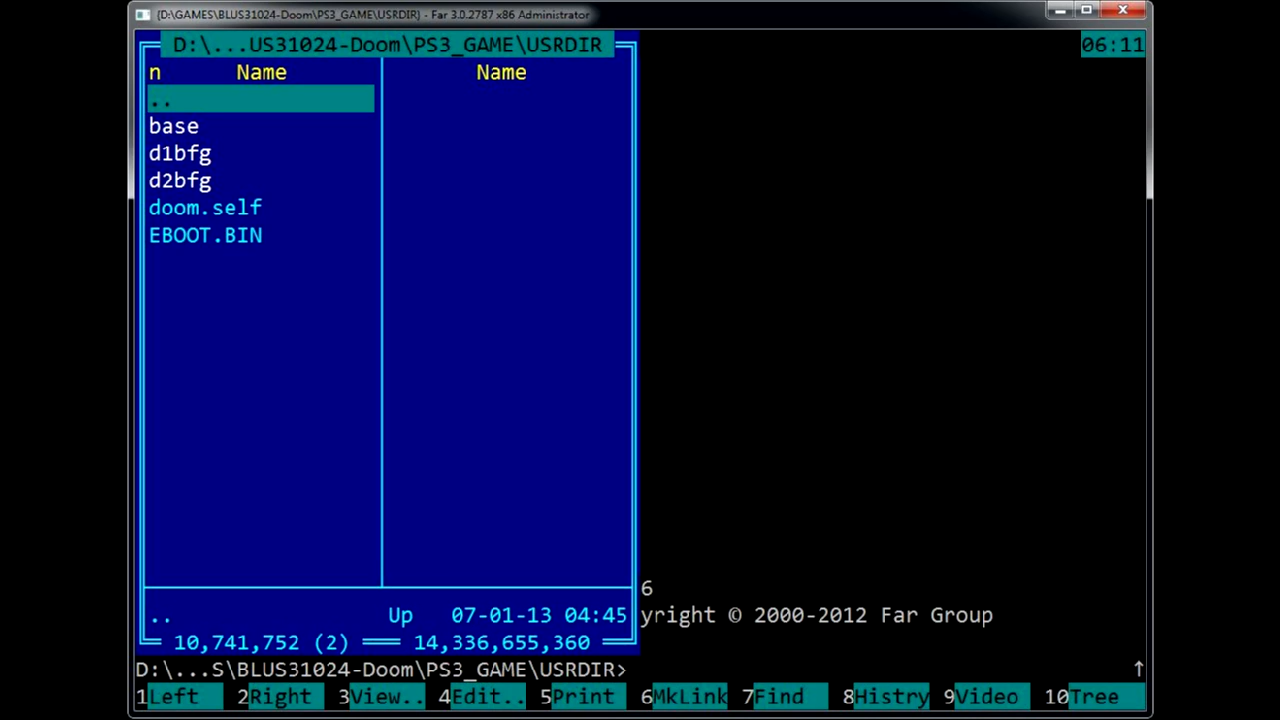 {D:\GAMES\BLUS31024-Doom\PS3_GAME\USRDIR} - Far 3.0.2787 x86 Administrator
D:\...US31024-Doom\PS3_GAME\USRDIR 06:11
n Name Name
..
base
d1bfg
d2bfg
doom.self
EBOOT.BIN
6
.. Up 07-01-13 04:45 yright © 2000-2012 Far Group
10,741,752 (2) 14,336,655,360
D:\...S\BLUS31024-Doom\PS3_GAME\USRDIR> ↑
1Left 2Right 3View.. 4Edit.. 5Print 6MkLink 7Find 8Histry 9Video 10Tree